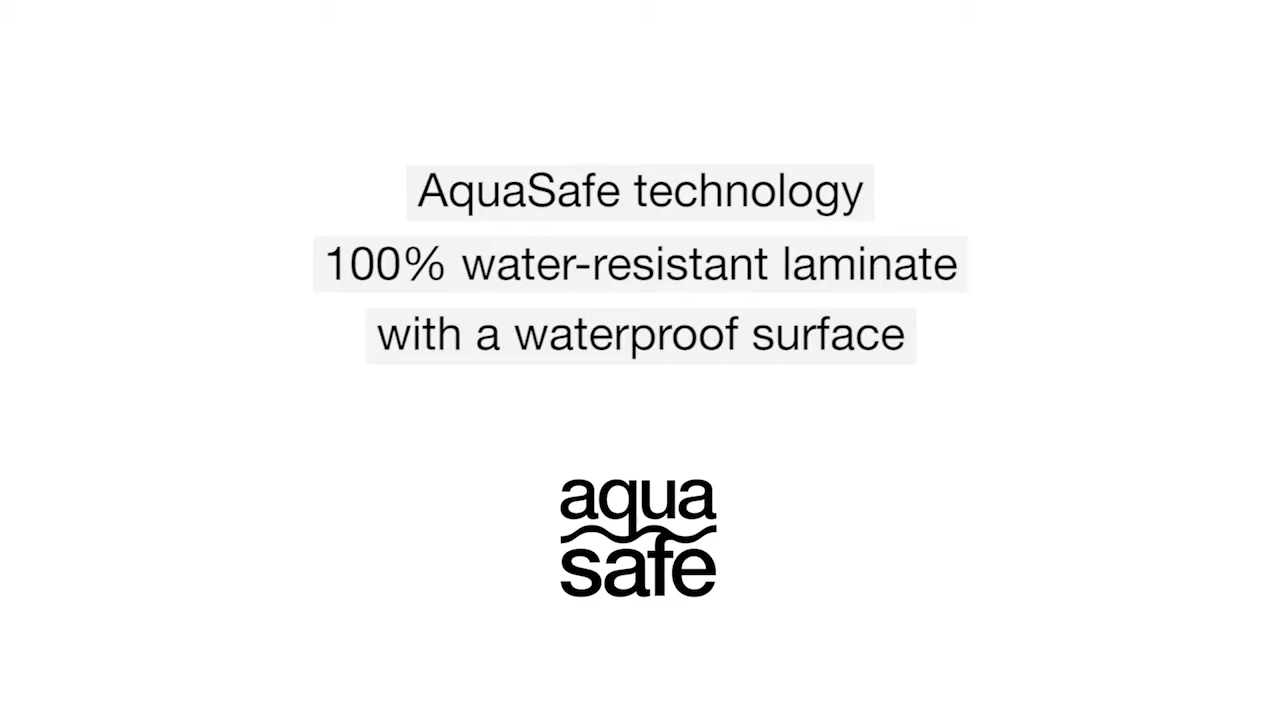 AquaSafe technology
100% water-resistant laminate
with a waterproof surface
aqua
safe